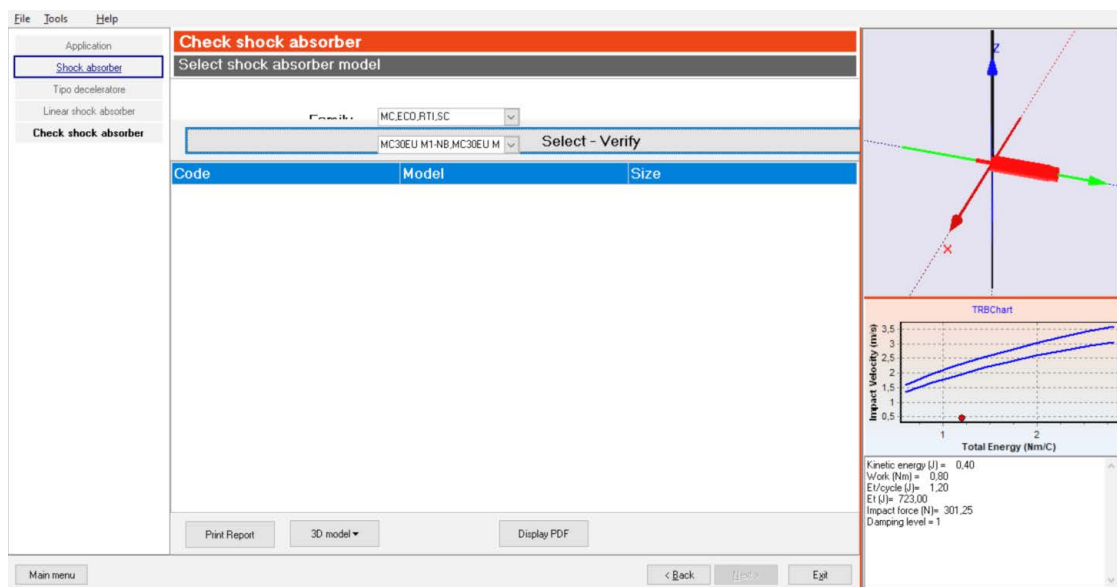 File Tools Help
Application
Shock absorber
Tipo deceleratore
Linear shock absorber
Check shock absorber
Check shock absorber
Select shock absorber model
Family MC,ECO,RTI,SC
MC30EU M1-NB,MC30EU M Select - Verify
Code Model Size
Print Report 3D model Display PDF
Main menu < Back Next > Exit
Z
X
TRBChart
Impact Velocity (m/s)
3,5
3
2,5
2
1,5
1
0,5
1 2
Total Energy (Nm/C)
Kinetic energy (J) = 0,40
Work (Nm) = 0,80
Et/cycle (J)= 1,20
Et (J)= 723,00
Impact force (N)= 301,25
Damping level = 1